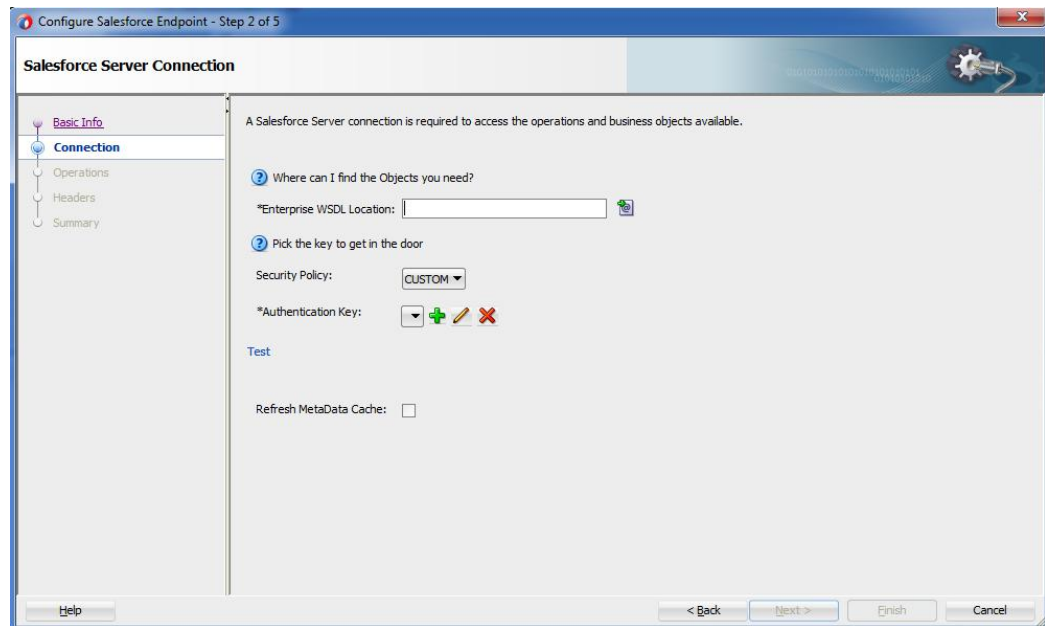 Configure Salesforce Endpoint - Step 2 of 5
Salesforce Server Connection
Basic Info
Connection
Operations
Headers
Summary
A Salesforce Server connection is required to access the operations and business objects available.
Where can I find the Objects you need?
*Enterprise WSDL Location:
Pick the key to get in the door
Security Policy: CUSTOM
*Authentication Key:
Test
Refresh MetaData Cache:
Help < Back Next > Finish Cancel